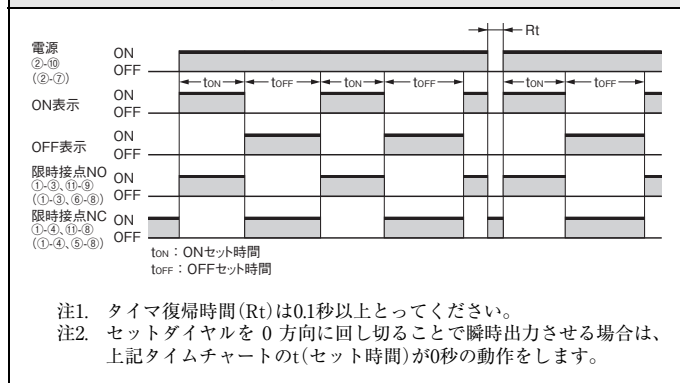 Rt
電源 ON
②-⑩ OFF
(②-⑦)
tON tOFF tON tOFF tON tOFF
ON表示 ON
OFF
OFF表示 ON
OFF
限時接点NO ON
①-③、⑪-⑨ OFF
(①-③、⑥-⑧)
限時接点NC ON
①-④、⑪-⑧ OFF
(①-④、⑤-⑧)
tON：ONセット時間
tOFF：OFFセット時間
注1. タイマ復帰時間(Rt)は0.1秒以上とってください。
注2. セットダイヤルを 0 方向に回し切ることで瞬時出力させる場合は、
上記タイムチャートのt(セット時間)が0秒の動作をします。